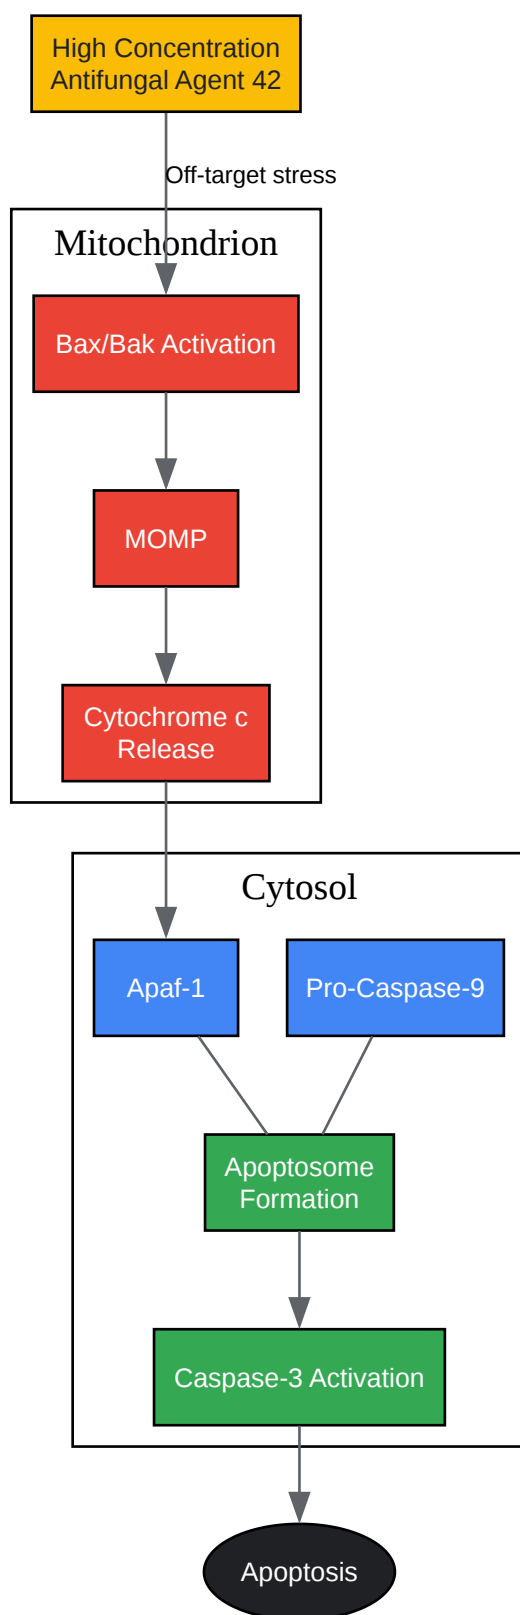 High Concentration
Antifungal Agent 42
Off-target stress
Mitochondrion
Bax/Bak Activation
MOMP
Cytochrome c
Release
Cytosol
Apaf-1
Pro-Caspase-9
Apoptosome
Formation
Caspase-3 Activation
Apoptosis